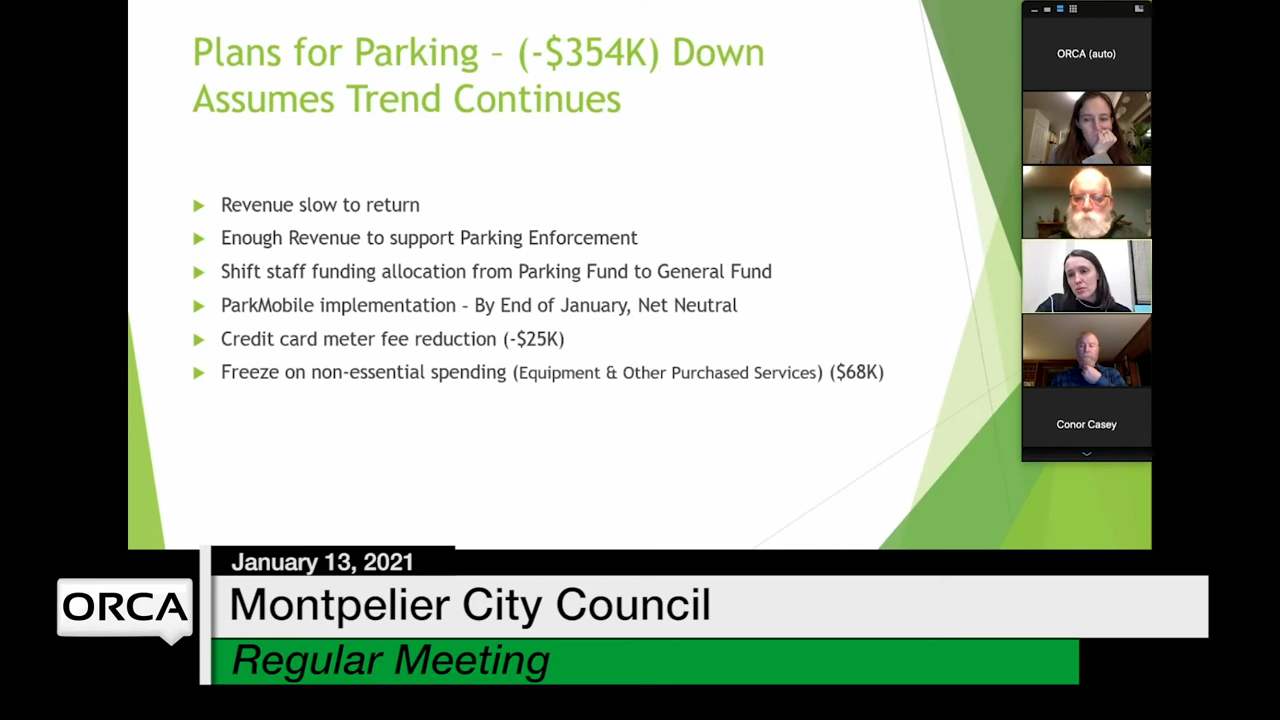 Plans for Parking – (-$354K) Down
Assumes Trend Continues
Revenue slow to return
Enough Revenue to support Parking Enforcement
Shift staff funding allocation from Parking Fund to General Fund
ParkMobile implementation – By End of January, Net Neutral
Credit card meter fee reduction (-$25K)
Freeze on non-essential spending (Equipment & Other Purchased Services) ($68K)
ORCA (auto)
Conor Casey
January 13, 2021
ORCA
Montpelier City Council
Regular Meeting